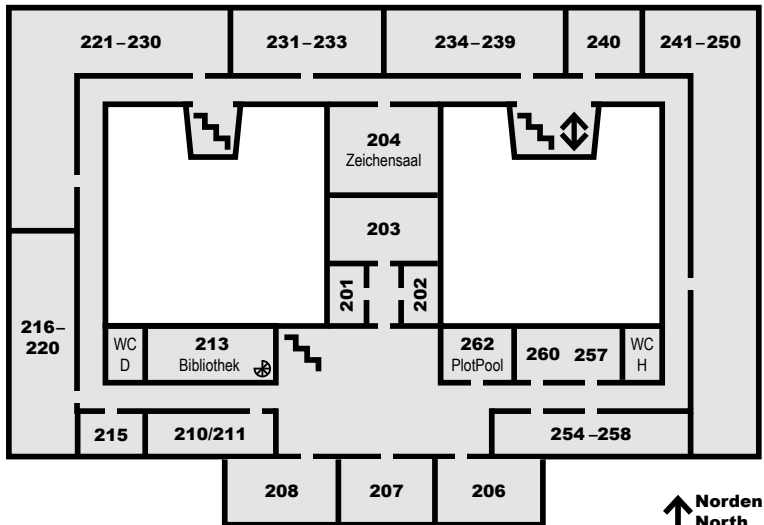 221–230
231–233
234–239
240
241–250
204
Zeichensaal
203
201
202
216–
220
WC
D
213
Bibliothek
262
PlotPool
260
257
WC
H
215
210/211
254–258
208
207
206
Norden
North